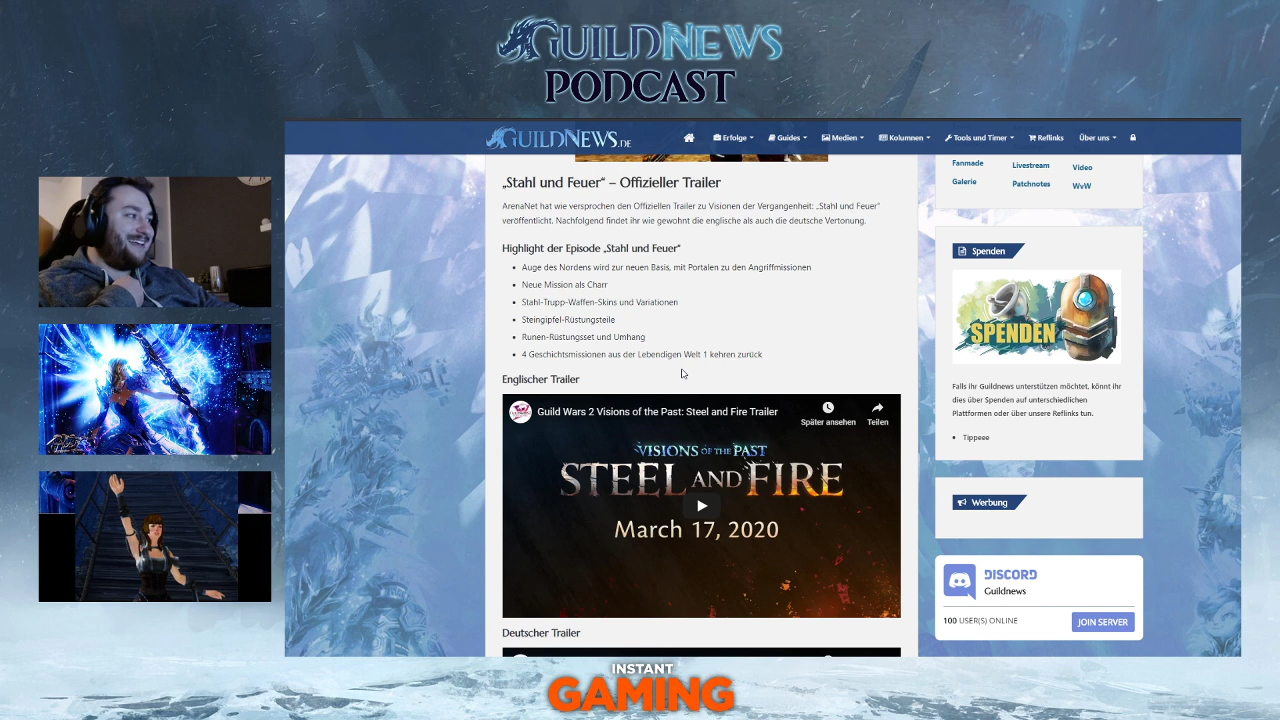 GUILDNEWS
PODCAST
GUILDNEWS.DE
Erfolge
Guides
Medien
Kolumnen
Tools und Timer
Reflinks
Über uns
„Stahl und Feuer“ – Offizieller Trailer
ArenaNet hat wie versprochen den Offiziellen Trailer zu Visionen der Vergangenheit: „Stahl und Feuer“
veröffentlicht. Nachfolgend findet ihr wie gewohnt die englische als auch die deutsche Vertonung.
Highlight der Episode „Stahl und Feuer“
• Auge des Nordens wird zur neuen Basis, mit Portalen zu den Angriffmissionen
• Neue Mission als Charr
• Stahl-Trupp-Waffen-Skins und Variationen
• Steingipfel-Rüstungsteile
• Runen-Rüstungsset und Umhang
• 4 Geschichtsmissionen aus der Lebendigen Welt 1 kehren zurück
Englischer Trailer
Guild Wars 2 Visions of the Past: Steel and Fire Trailer
Später ansehen
Teilen
VISIONS OF THE PAST
STEEL AND FIRE
March 17, 2020
Deutscher Trailer
Fanmade
Livestream
Video
Galerie
Patchnotes
WvW
Spenden
SPENDEN
Falls ihr Guildnews unterstützen möchtet, könnt ihr
dies über Spenden auf unterschiedlichen
Plattformen oder über unsere Reflinks tun.
• Tippeee
Werbung
DISCORD
Guildnews
100 USER(S) ONLINE
JOIN SERVER
INSTANT
GAMING